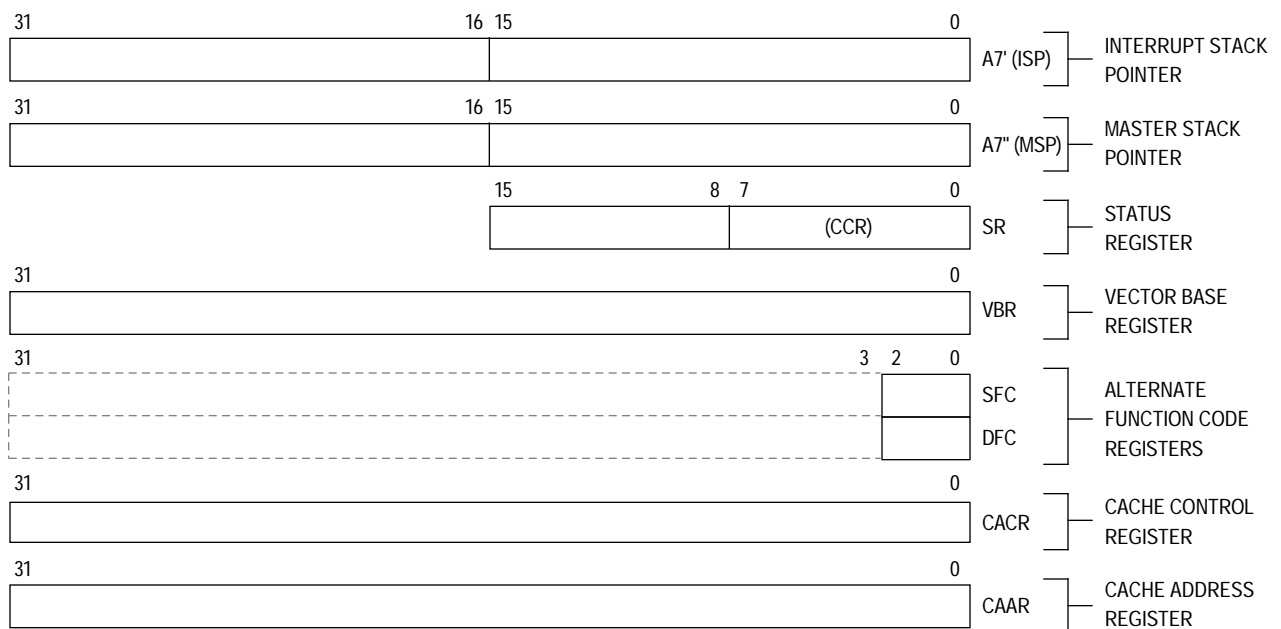 31 16 15 0
A7' (ISP) INTERRUPT STACK
POINTER
31 16 15 0
A7" (MSP) MASTER STACK
POINTER
15 8 7 0
(CCR) SR STATUS
REGISTER
31 0
VBR VECTOR BASE
REGISTER
31 3 2 0
SFC ALTERNATE
FUNCTION CODE
DFC REGISTERS
31 0
CACR CACHE CONTROL
REGISTER
31 0
CAAR CACHE ADDRESS
REGISTER